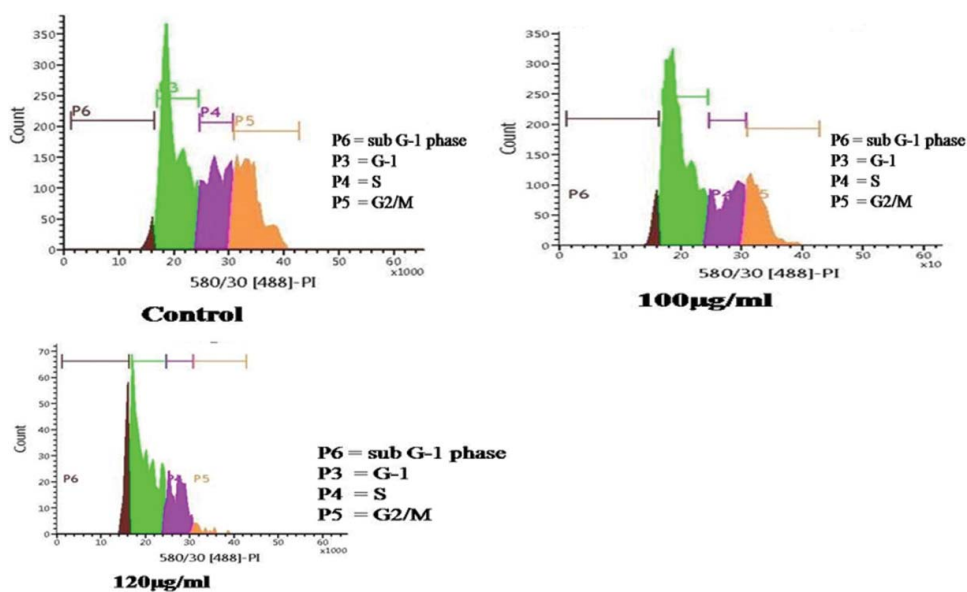 350
300
250
200
150
100
50
0
Count
P6
P3
P4
P5
P6 = sub G-1 phase
P3 = G-1
P4 = S
P5 = G2/M
0 10 20 30 40 60
x1000
580/30 [488]-PI
Control
350
300
250
200
150
100
50
0
Count
P6
P4
5
P6 = sub G-1 phase
P3 = G-1
P4 = S
P5 = G2/M
0 10 20 30 40 60
x10
580/30 [488]-PI
100µg/ml
70
60
50
40
30
20
10
0
Count
P6
P4
P5
P6 = sub G-1 phase
P3 = G-1
P4 = S
P5 = G2/M
0 10 20 30 40 60
x1000
580/30 [488]-PI
120µg/ml